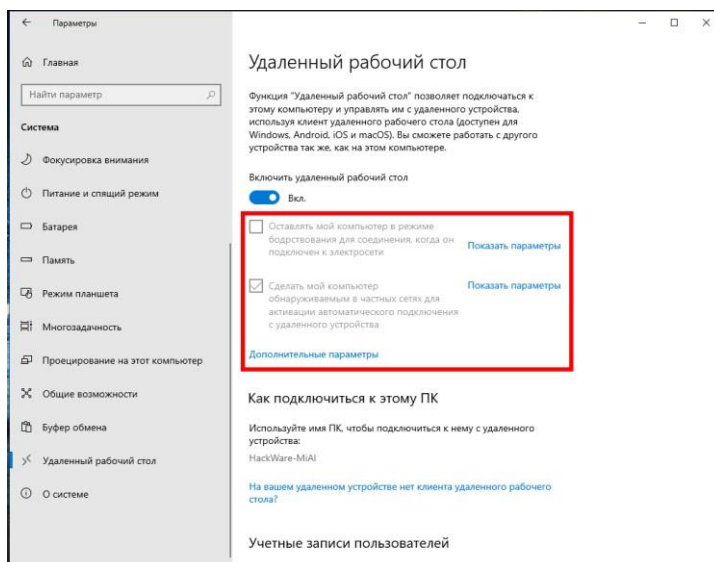 Параметры
Главная
Найти параметр
Система
Фокусировка внимания
Питание и спящий режим
Батарея
Память
Режим планшета
Многозадачность
Проецирование на этот компьютер
Общие возможности
Буфер обмена
Удаленный рабочий стол
О системе
Удаленный рабочий стол
Функция "Удаленный рабочий стол" позволяет подключаться к
этому компьютеру и управлять им с удаленного устройства,
используя клиент удаленного рабочего стола (доступен для
Windows, Android, iOS и macOS). Вы сможете работать с другого
устройства так же, как на этом компьютере.
Включить удаленный рабочий стол
Вкл.
Оставлять мой компьютер в режиме
бодрствования для соединения, когда он
подключен к электросети
Показать параметры
Сделать мой компьютер
обнаруживаемым в частных сетях для
активации автоматического подключения
с удаленного устройства
Показать параметры
Дополнительные параметры
Как подключиться к этому ПК
Используйте имя ПК, чтобы подключиться к нему с удаленного
устройства:
HackWare-MiAl
На вашем удаленном устройстве нет клиента удаленного рабочего
стола?
Учетные записи пользователей